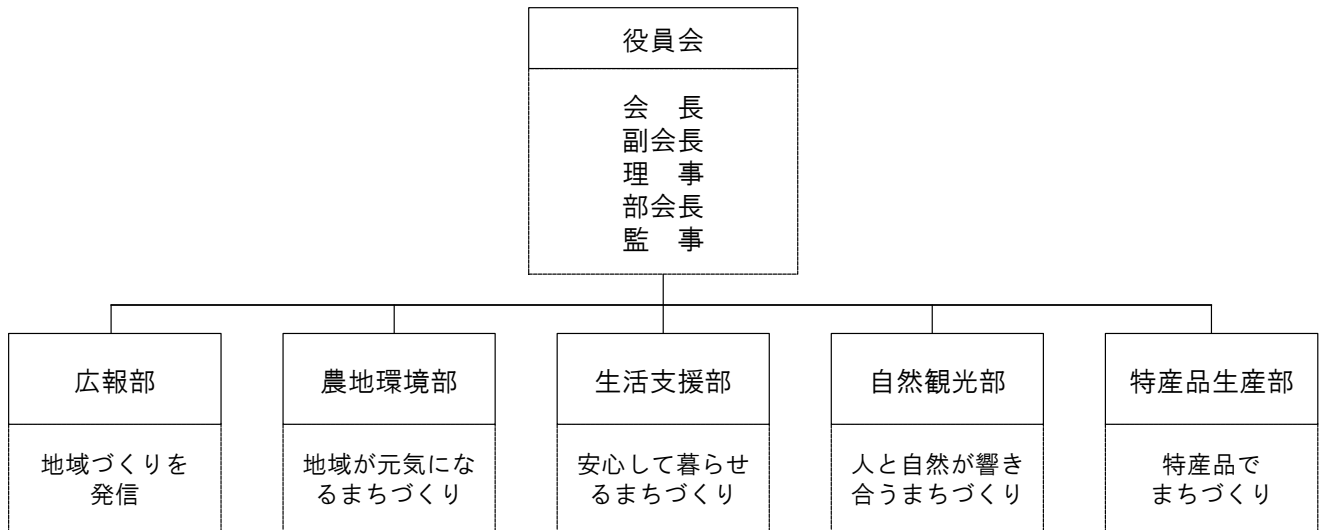 役員会
会　長
副会長
理　事
部会長
監　事
広報部
地域づくりを
発信
農地環境部
地域が元気にな
るまちづくり
生活支援部
安心して暮らせ
るまちづくり
自然観光部
人と自然が響き
合うまちづくり
特産品生産部
特産品で
まちづくり